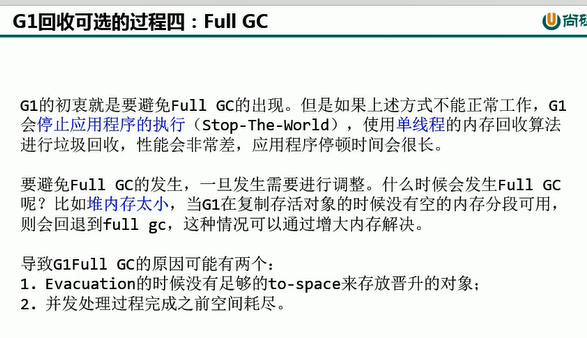 G1回收可选的过程四：Full GC
尚
G1的初衷就是要避免Full GC的出现。但是如果上述方式不能正常工作，G1
会停止应用程序的执行（Stop-The-World），使用单线程的内存回收算法
进行垃圾回收，性能会非常差，应用程序停顿时间会很长。
要避免Full GC的发生，一旦发生需要进行调整。什么时候会发生Full GC
呢？比如堆内存太小，当G1在复制存活对象的时候没有空的内存分段可用，
则会回退到full gc，这种情况可以通过增大内存解决。
导致G1Full GC的原因可能有两个：
1. Evacuation的时候没有足够的to-space来存放晋升的对象；
2. 并发处理过程完成之前空间耗尽。